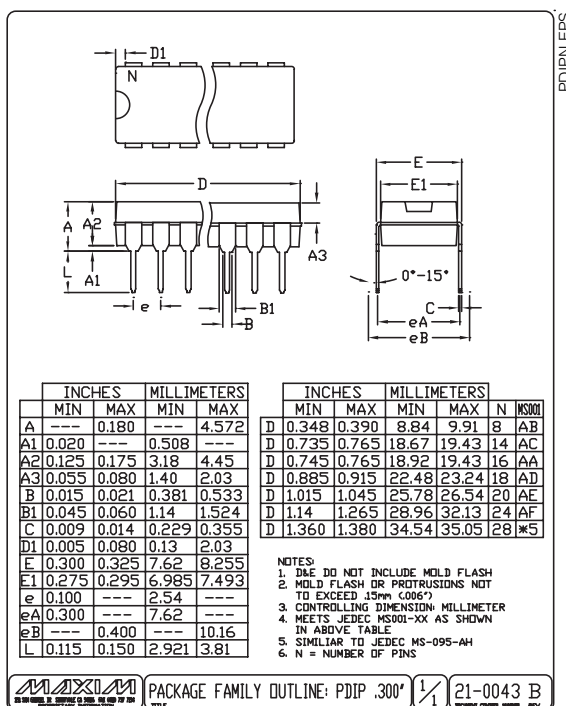 PDIPN.EPS
D1
N
D
E
E1
A
A2
A3
L
A1
e
B1
B
0°-15°
C
eA
eB
INCHES MILLIMETERS
MIN MAX MIN MAX
A --- 0.180 --- 4.572
A1 0.020 --- 0.508 ---
A2 0.125 0.175 3.18 4.45
A3 0.055 0.080 1.40 2.03
B 0.015 0.021 0.381 0.533
B1 0.045 0.060 1.14 1.524
C 0.009 0.014 0.229 0.355
D1 0.005 0.080 0.13 2.03
E 0.300 0.325 7.62 8.255
E1 0.275 0.295 6.985 7.493
e 0.100 --- 2.54 ---
eA 0.300 --- 7.62 ---
eB --- 0.400 --- 10.16
L 0.115 0.150 2.921 3.81
INCHES MILLIMETERS
MIN MAX MIN MAX N MS001
D 0.348 0.390 8.84 9.91 8 AB
D 0.735 0.765 18.67 19.43 14 AC
D 0.745 0.765 18.92 19.43 16 AA
D 0.885 0.915 22.48 23.24 18 AD
D 1.015 1.045 25.78 26.54 20 AE
D 1.14 1.265 28.96 32.13 24 AF
D 1.360 1.380 34.54 35.05 28 *5
NOTES:
1. D&E DO NOT INCLUDE MOLD FLASH
2. MOLD FLASH OR PROTRUSIONS NOT
TO EXCEED .15mm (.006")
3. CONTROLLING DIMENSION: MILLIMETER
4. MEETS JEDEC MS001-XX AS SHOWN
IN ABOVE TABLE
5. SIMILIAR TO JEDEC MS-095-AH
6. N = NUMBER OF PINS
MAXIM
PACKAGE FAMILY OUTLINE: PDIP .300"
TITLE
1/1
21-0043 B